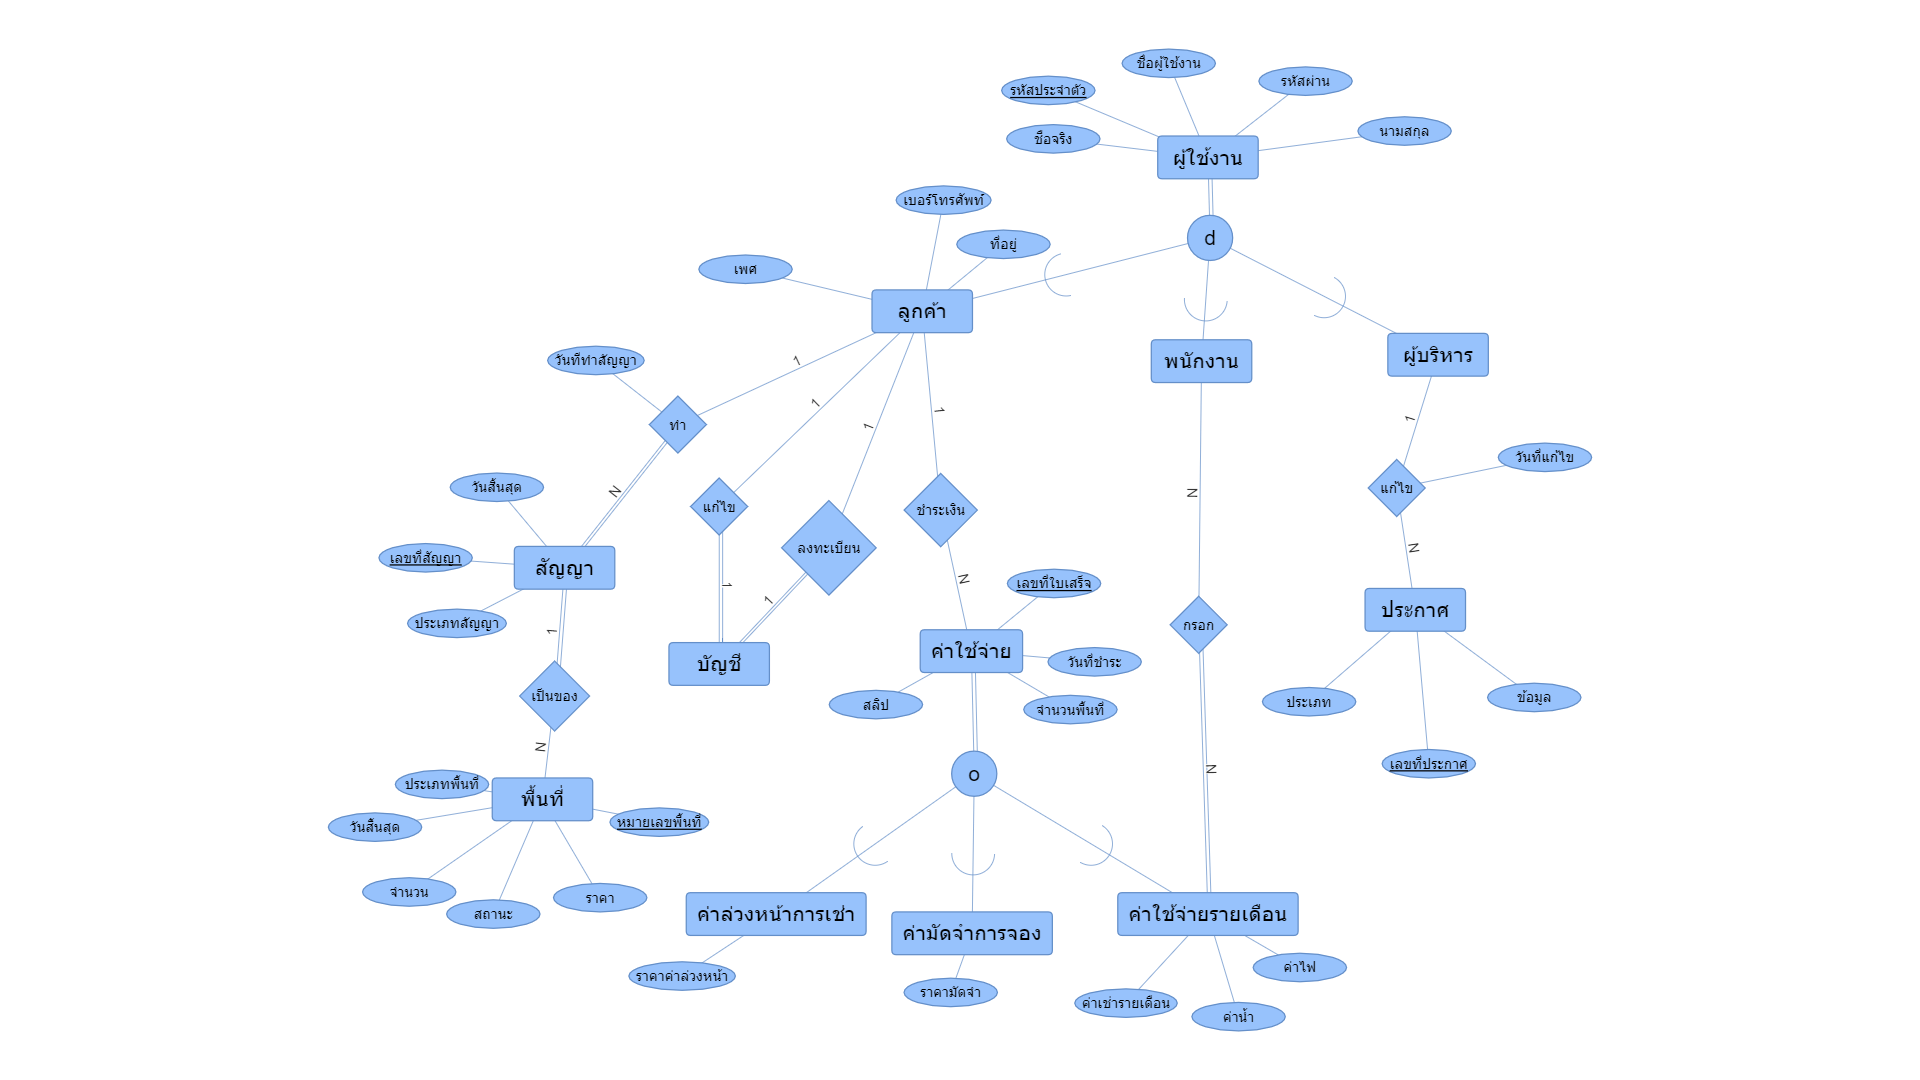 ชื่อผู้ใช้งาน
รหัสผ่าน
รหัสประจำตัว
นามสกุล
ชื่อจริง
ผู้ใช้งาน
เบอร์โทรศัพท์
d
ที่อยู่
เพศ
ลูกค้า
พนักงาน
ผู้บริหาร
วันที่ทำสัญญา
1
1
1
1
1
ทำ
วันที่แก้ไข
วันสิ้นสุด
N
N
แก้ไข
แก้ไข
ชำระเงิน
ลงทะเบียน
N
เลขที่สัญญา
สัญญา
1
N
เลขที่ใบเสร็จ
1
ประกาศ
ประเภทสัญญา
1
กรอก
ค่าใช้จ่าย
บัญชี
วันที่ชำระ
เป็นของ
สลิป
จำนวนพื้นที่
ประเภท
ข้อมูล
N
เลขที่ประกาศ
o
N
ประเภทพื้นที่
พื้นที่
หมายเลขพื้นที่
วันสิ้นสุด
จำนวน
ราคา
สถานะ
ค่าล่วงหน้าการเช่า
ค่ามัดจำการจอง
ค่าใช้จ่ายรายเดือน
ราคาค่าล่วงหน้า
ราคามัดจำ
ค่าไฟ
ค่าเช่ารายเดือน
ค่าน้ำ